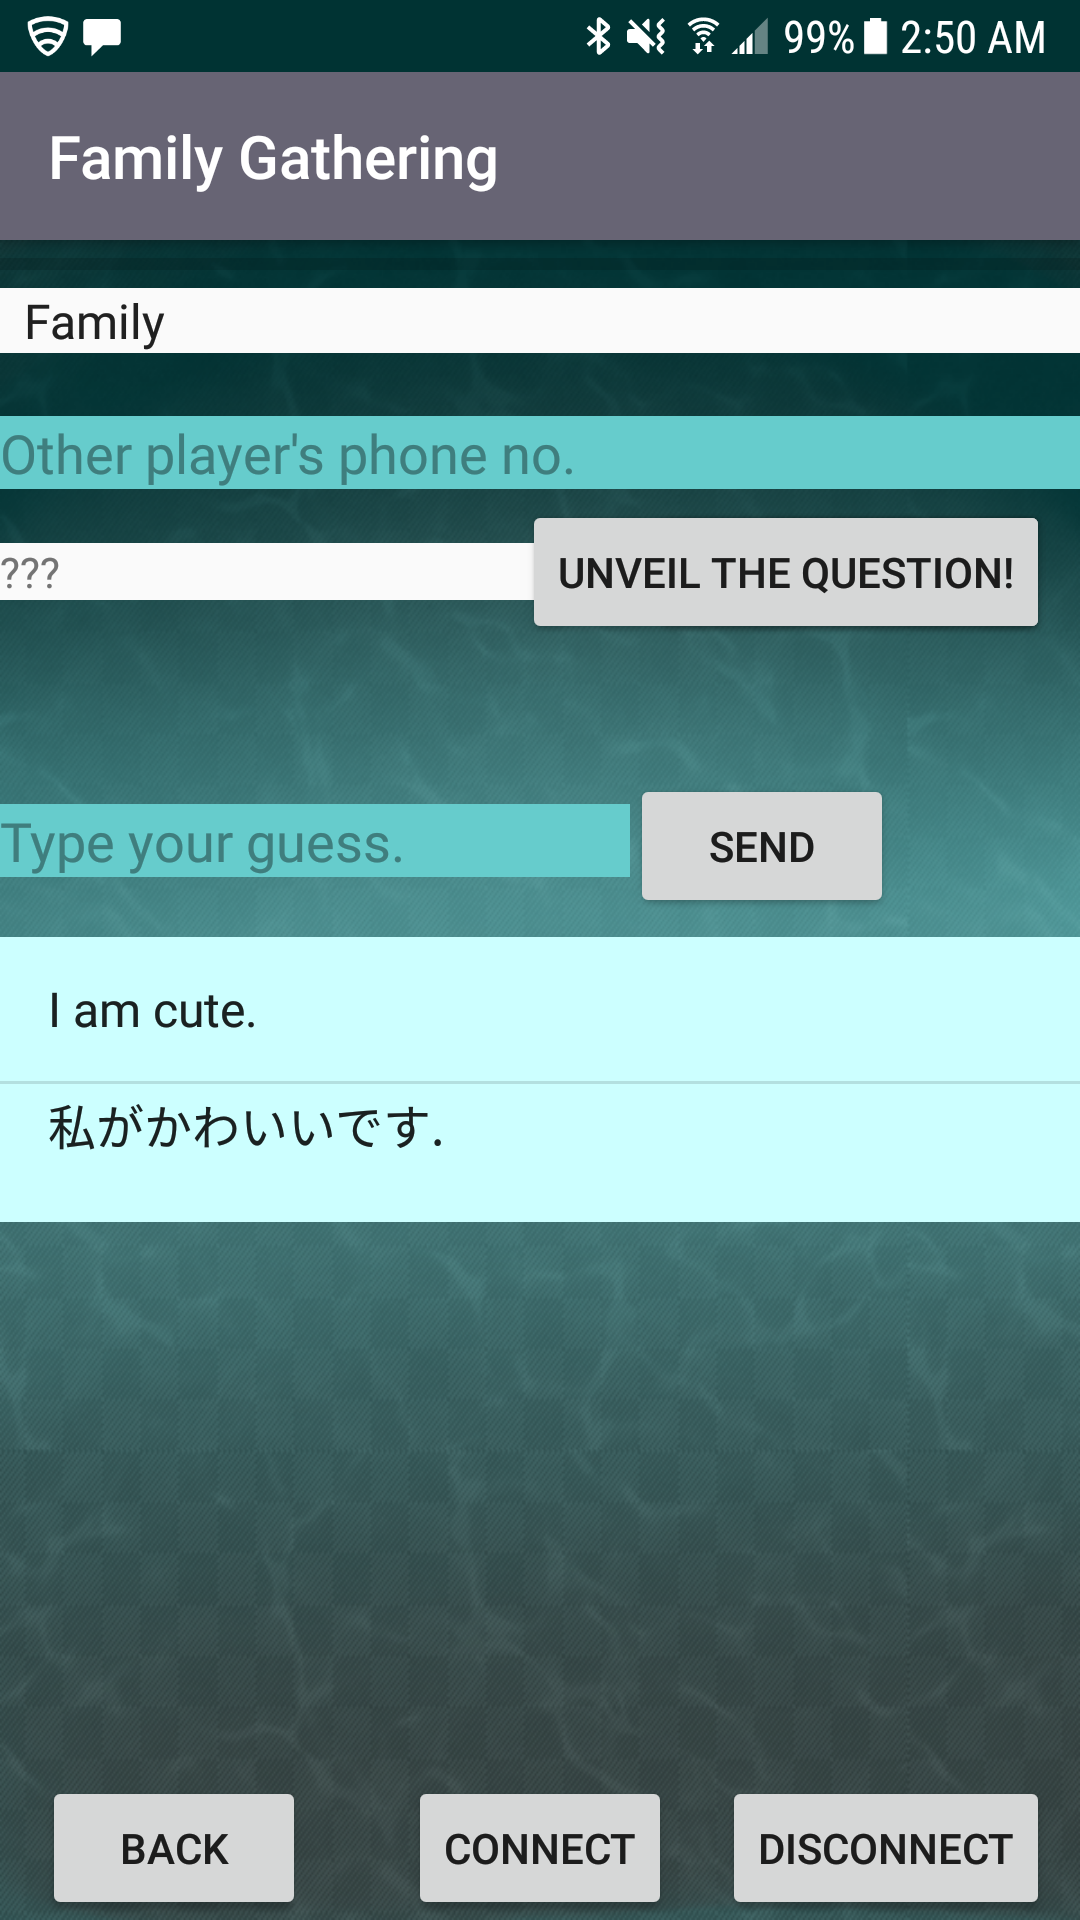 99% 2:50 AM
Family Gathering
Family
Other player's phone no.
???
UNVEIL THE QUESTION!
Type your guess.
SEND
I am cute.
私がかわいいです.
BACK
CONNECT
DISCONNECT